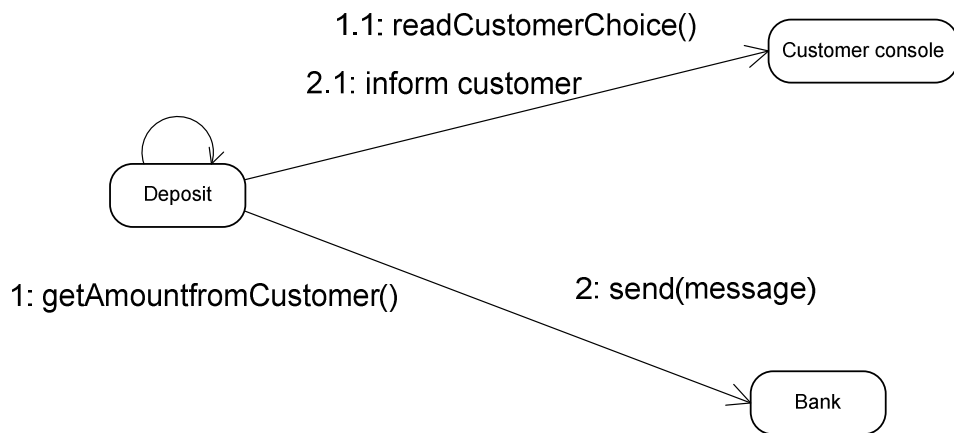 1.1: readCustomerChoice()
Customer console
2.1: inform customer
Deposit
1: getAmountfromCustomer()
2: send(message)
Bank